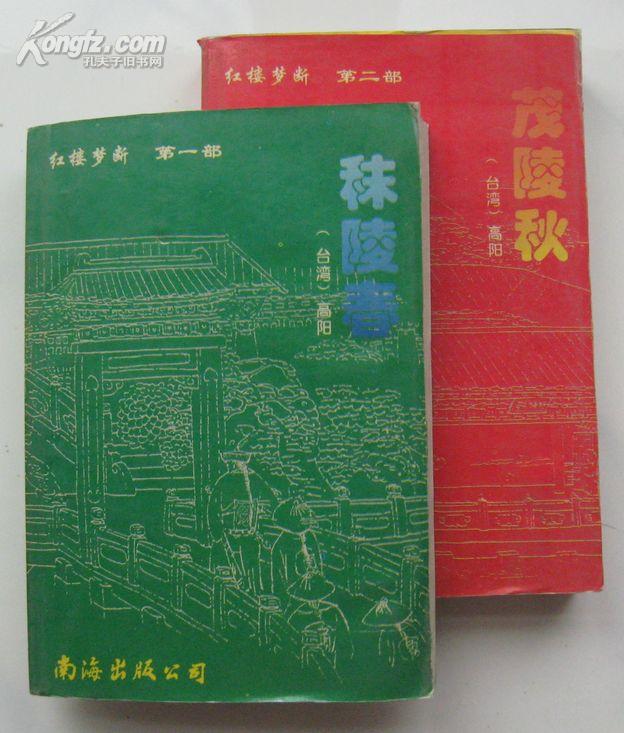 Kongfz.com
孔夫子旧书网
红楼梦断 第二部
茂陵秋
（台湾）高阳
红楼梦断 第一部
秣陵春
（台湾）高阳
南海出版公司